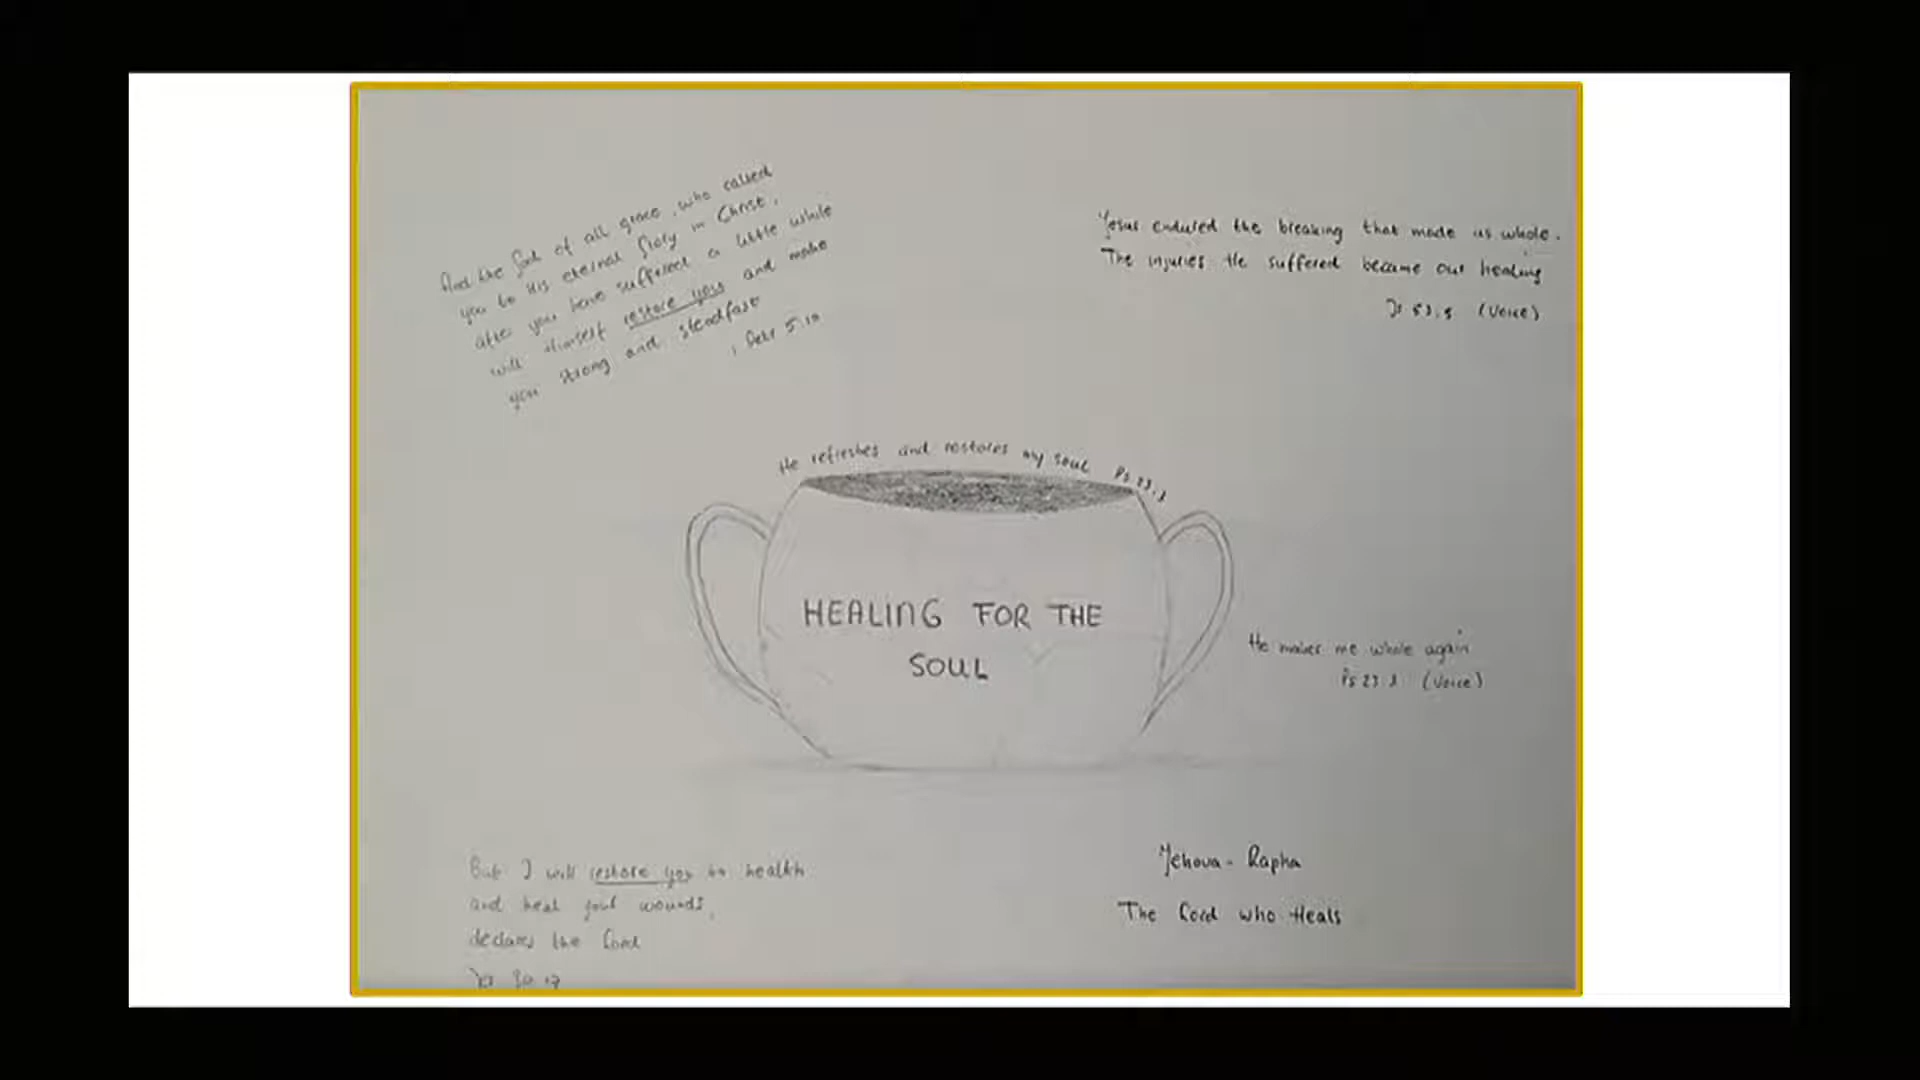 And the God of all grace, who called
you to His eternal Glory in Christ,
after you have suffered a little while
will Himself restore you and make
you strong and steadfast
1 Petr 5.10
Jesus endured the breaking that made us whole.
The injuries He suffered became our healing
Is 53.5 (Voice)
He refreshes and restores my soul Ps 23.3
HEALING FOR THE
SOUL
He makes me whole again
Ps 23.3 (Voice)
But I will restore you to health
and heal your wounds,
declares the Lord
Jer 30.17
Jehova-Rapha
The Lord who Heals